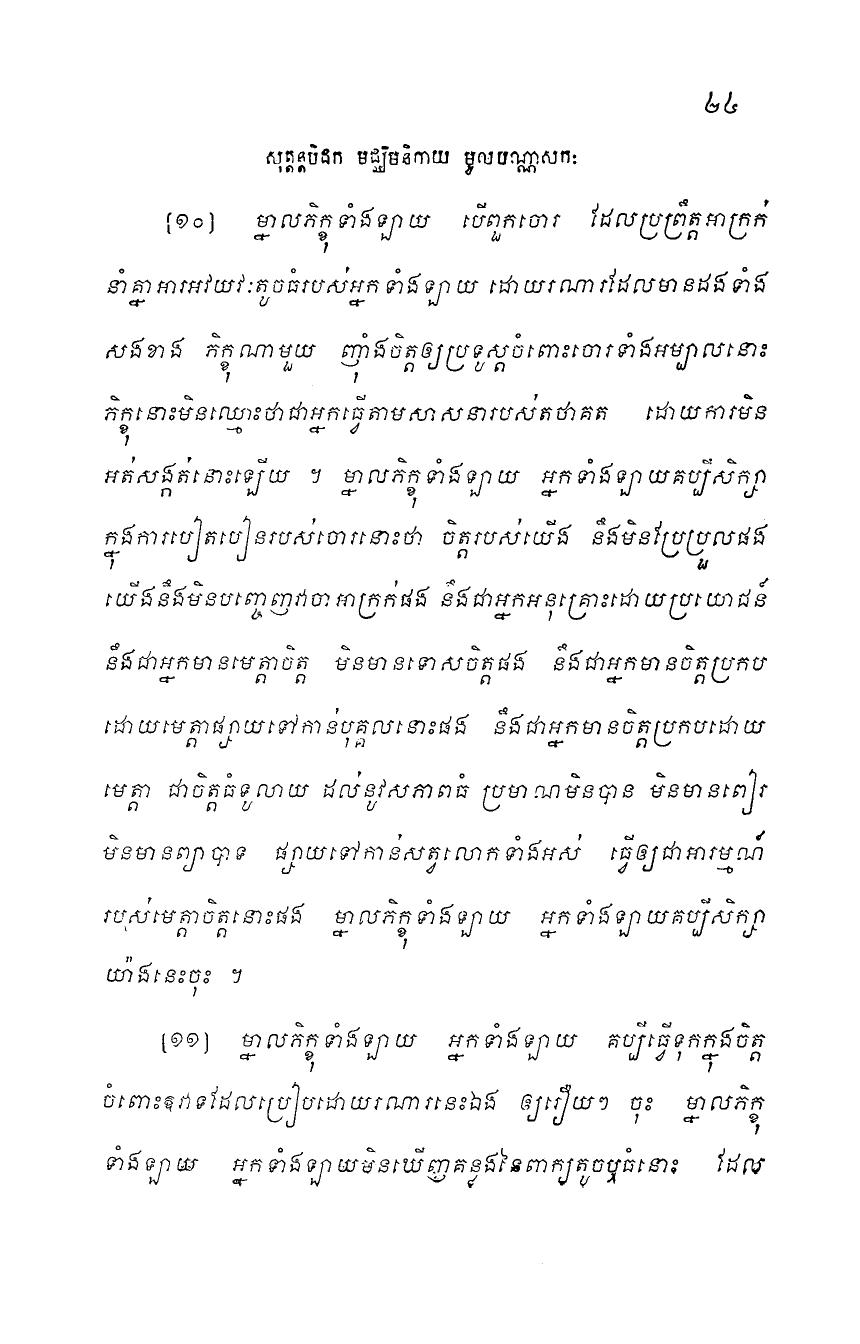 ២៤
សុត្តន្តបិដក មជ្ឈិមនិកាយ មូលបណ្ណាសកៈ
[១០] ម្នាលភិក្ខុទាំងឡាយ បើពួកចោរ ដែលប្រព្រឹត្តអាក្រក់
នាំគ្នាអារអវយវៈតូចធំរបស់អ្នកទាំងឡាយ ដោយរណារដែលមានដងទាំង
សងខាង ភិក្ខុណាមួយ ញ៉ាំងចិត្តឲ្យប្រទូស្តចំពោះចោរទាំងអម្បាលនោះ
ភិក្ខុនោះមិនឈ្មោះថាជាអ្នកធ្វើតាមសាសនារបស់តថាគត ដោយការមិន
អត់សង្កត់នោះឡើយ ។ ម្នាលភិក្ខុទាំងឡាយ អ្នកទាំងឡាយគប្បីសិក្សា
ក្នុងការបៀតបៀនរបស់ចោរនោះថា ចិត្តរបស់យើង នឹងមិនប្រែប្រួលផង
យើងនឹងមិនបញ្ចេញវាចាអាក្រក់ផង នឹងជាអ្នកអនុគ្រោះដោយប្រយោជន៍
នឹងជាអ្នកមានមេត្តាចិត្ត មិនមានទោសចិត្តផង នឹងជាអ្នកមានចិត្តប្រកប
ដោយមេត្តាផ្សាយទៅកាន់បុគ្គលនោះផង នឹងជាអ្នកមានចិត្តប្រកបដោយ
មេត្តា ជាចិត្តធំទូលាយ ដល់នូវសភាពធំ ប្រមាណមិនបាន មិនមានពៀរ
មិនមានព្យាបាទ ផ្សាយទៅកាន់សត្វលោកទាំងអស់ ធ្វើឲ្យជាអារម្មណ៍
របស់មេត្តាចិត្តនោះផង ម្នាលភិក្ខុទាំងឡាយ អ្នកទាំងឡាយគប្បីសិក្សា
យ៉ាងនេះចុះ ។
[១១] ម្នាលភិក្ខុទាំងឡាយ អ្នកទាំងឡាយ គប្បីធ្វើទុកក្នុងចិត្ត
ចំពោះឱវាទដែលប្រៀបដោយរណារនេះឯង ឲ្យរឿយៗ ចុះ ម្នាលភិក្ខុ
ទាំងឡាយ អ្នកទាំងឡាយមិនឃើញគន្លងនៃពាក្យតូចឬធំនោះ ដែល